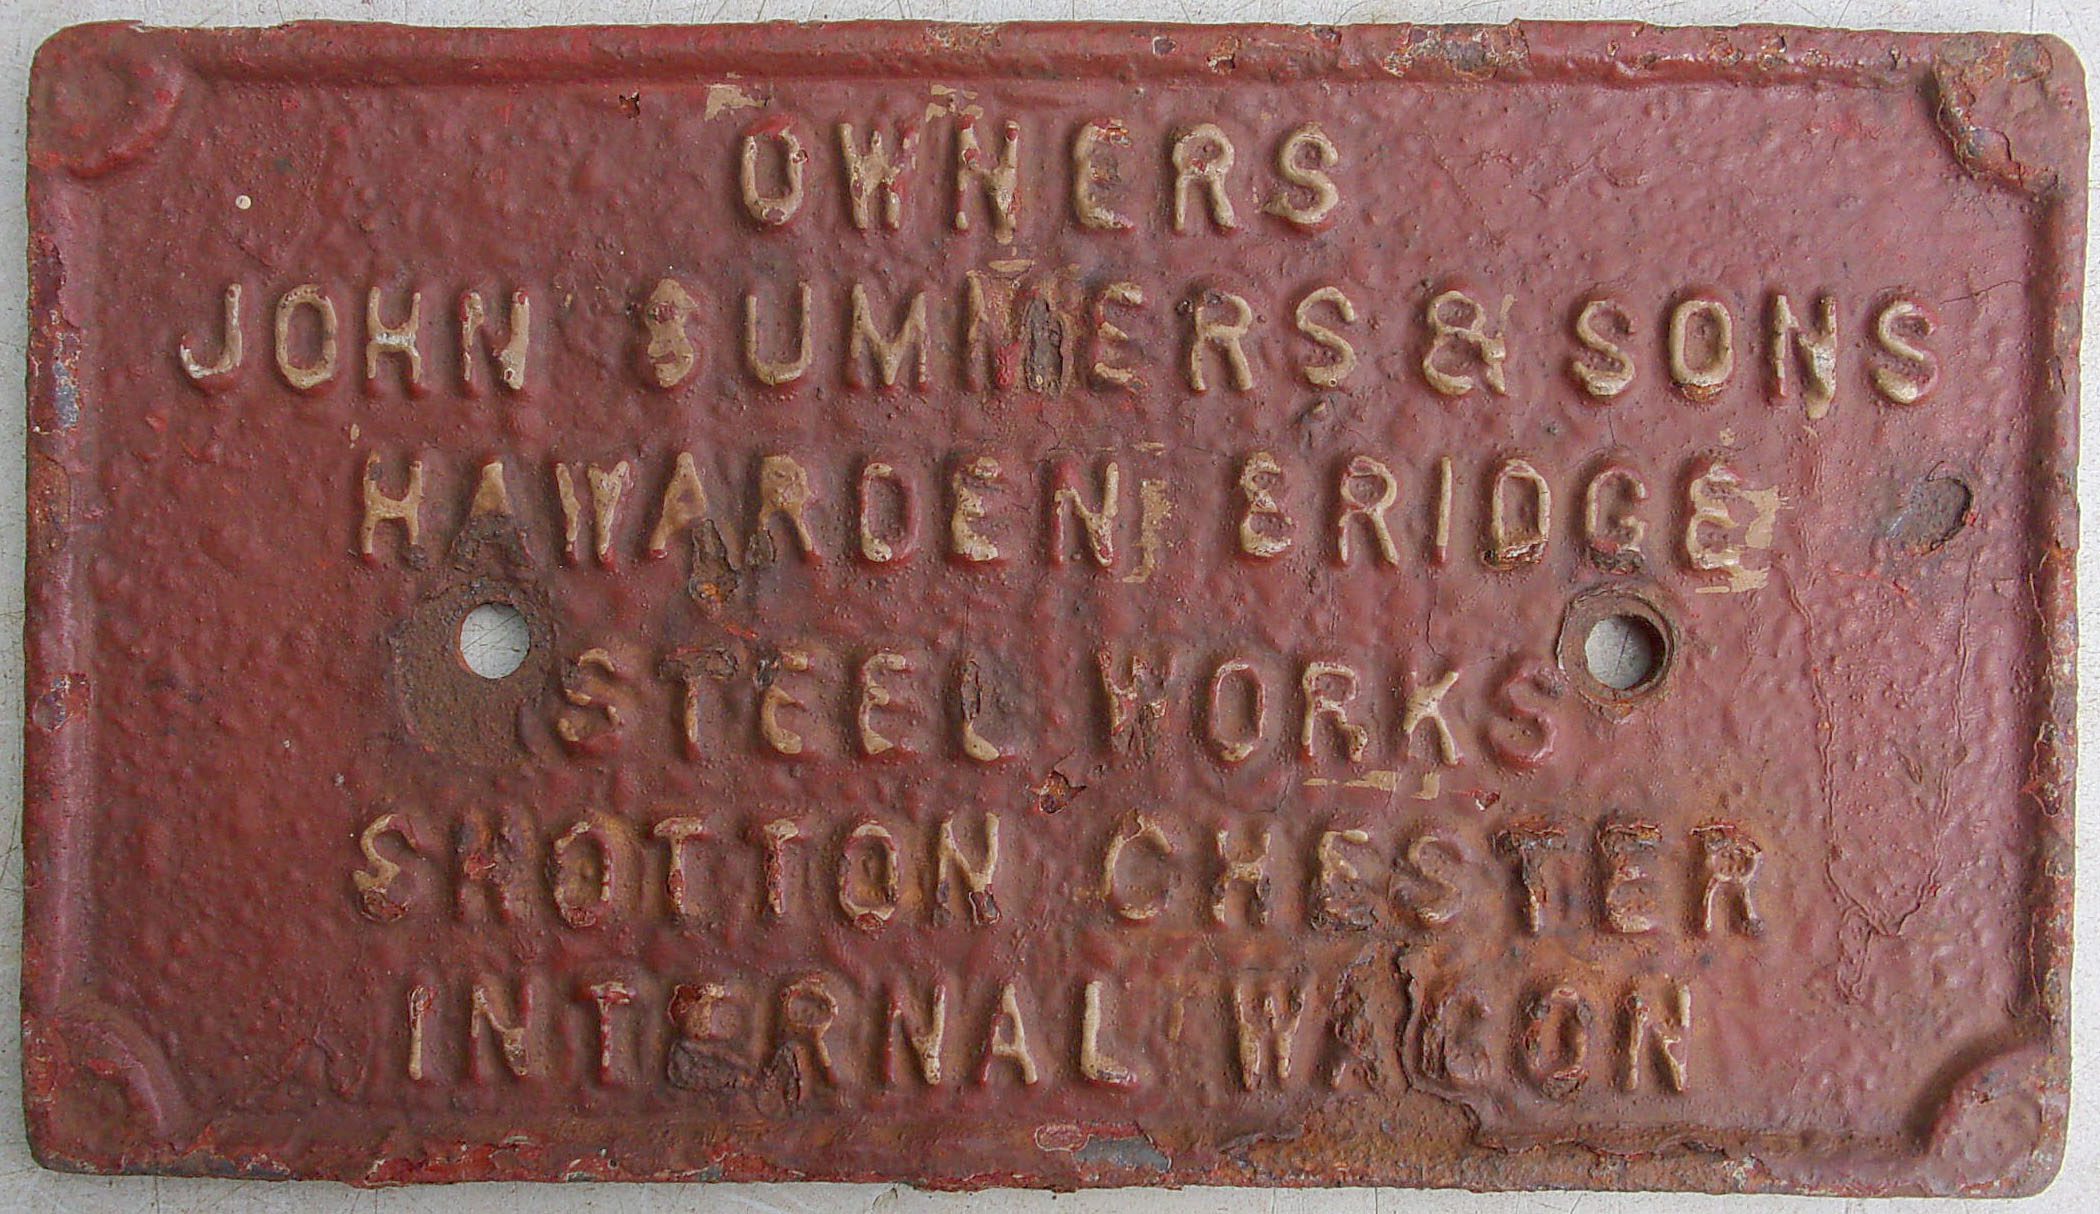 OWNERS
JOHN SUMMERS & SONS
HAWARDEN BRIDGE
STEEL WORKS
SHOTTON CHESTER
INTERNAL WAGON